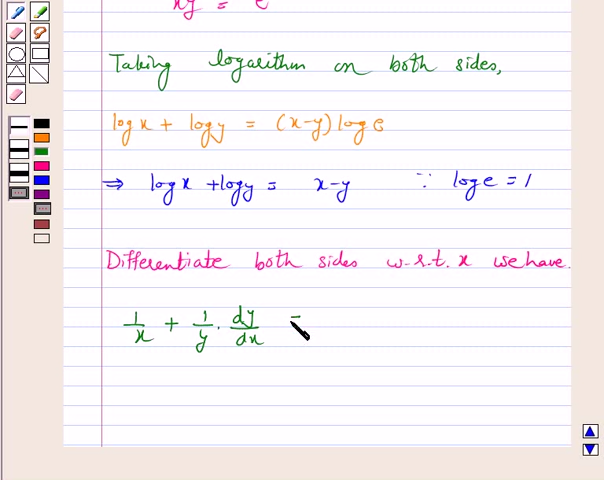 xy = e
Taking logarithm on both sides,
log x + log y = (x-y) log e
⇒ log x + log y = x-y ∵ log e = 1
Differentiate both sides w.r.t. x we have.
1/x + 1/y . dy/dx =